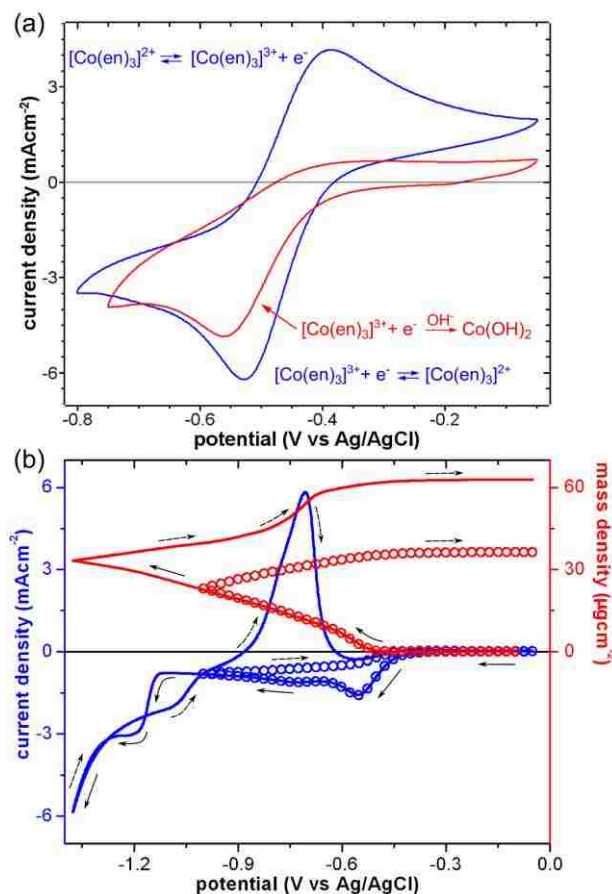 (a)
[Co(en)₃]²⁺ ⇌ [Co(en)₃]³⁺ + e⁻
3
0
-3
-6
current density (mAcm⁻²)
[Co(en)₃]³⁺ + e⁻ OH⁻→ Co(OH)₂
[Co(en)₃]³⁺ + e⁻ ⇌ [Co(en)₃]²⁺
-0.8 -0.6 -0.4 -0.2
potential (V vs Ag/AgCl)
(b)
6 60
3 30
0 0
-3
-6
current density (mAcm⁻²)
mass density (μgcm⁻²)
-1.2 -0.9 -0.6 -0.3 0.0
potential (V vs Ag/AgCl)